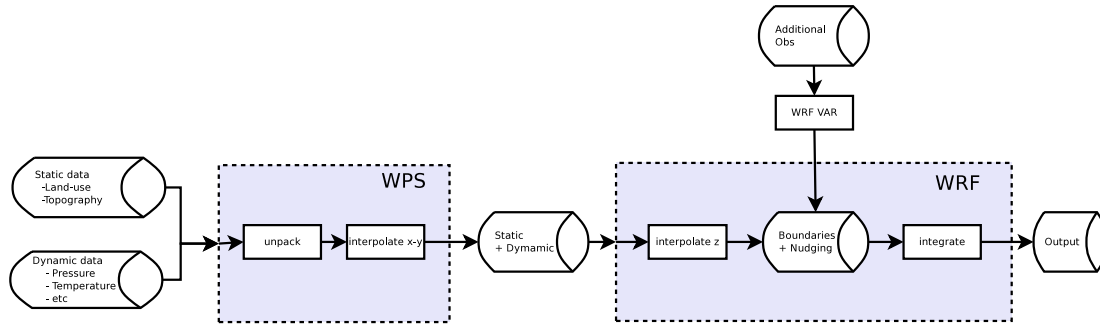 Additional
Obs
WRF VAR
Static data
-Land-use
-Topography
Dynamic data
- Pressure
- Temperature
- etc
WPS
unpack
interpolate x-y
Static
+ Dymamic
WRF
interpolate z
Boundaries
+ Nudging
integrate
Output